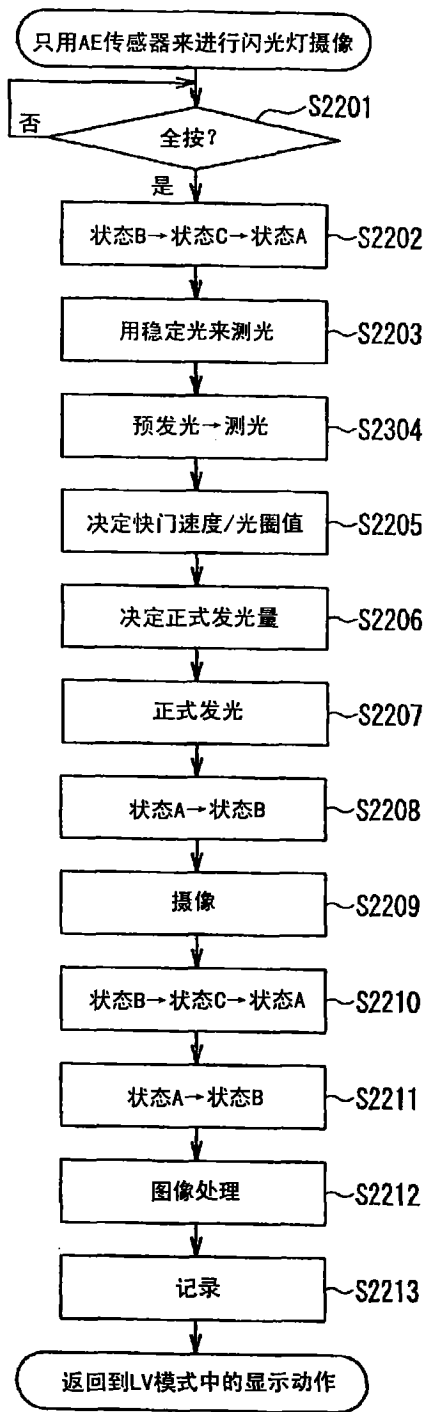 只用AE传感器来进行闪光灯摄像
S2201
全按？
否
是
状态B→状态C→状态A
S2202
用稳定光来测光
S2203
预发光→测光
S2304
决定快门速度/光圈值
S2205
决定正式发光量
S2206
正式发光
S2207
状态A→状态B
S2208
摄像
S2209
状态B→状态C→状态A
S2210
状态A→状态B
S2211
图像处理
S2212
记录
S2213
返回到LV模式中的显示动作